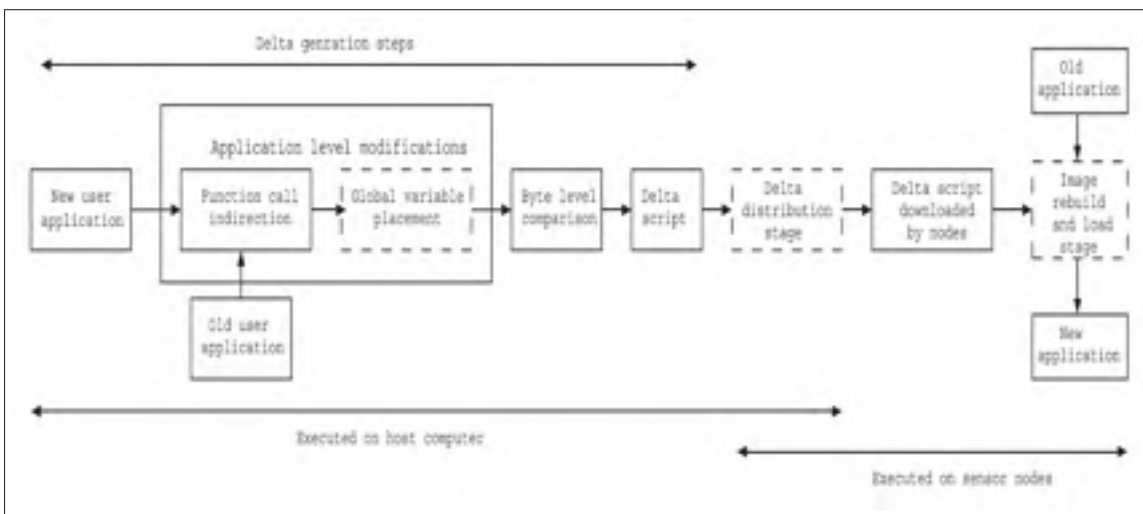 Delta genration steps
Old
application
Application level modifications
New user
application
Function call
indirection
Global variable
placement
Byte level
comparison
Delta
script
Delta
distribution
stage
Delta script
downloaded
by nodes
Image
rebuild
and load
stage
Old user
application
New
application
Executed on host computer
Executed on sensor nodes